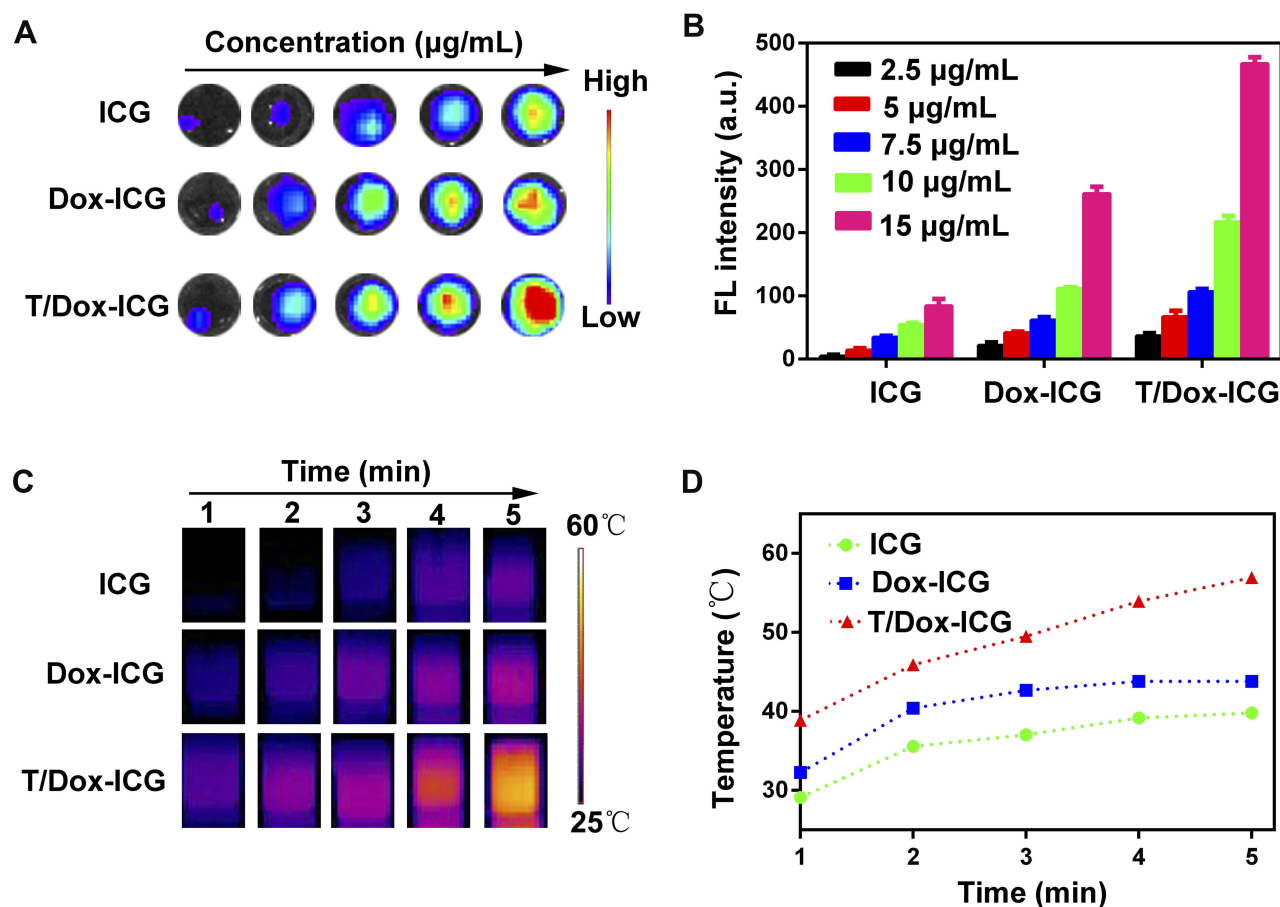 A
Concentration (µg/mL)
High
ICG
Dox-ICG
T/Dox-ICG
Low
B
FL intensity (a.u.)
500
400
300
200
100
0
2.5 µg/mL
5 µg/mL
7.5 µg/mL
10 µg/mL
15 µg/mL
ICG
Dox-ICG
T/Dox-ICG
C
Time (min)
1 2 3 4 5
60℃
ICG
Dox-ICG
T/Dox-ICG
25℃
D
Temperature (℃)
60
50
40
30
ICG
Dox-ICG
T/Dox-ICG
1 2 3 4 5
Time (min)